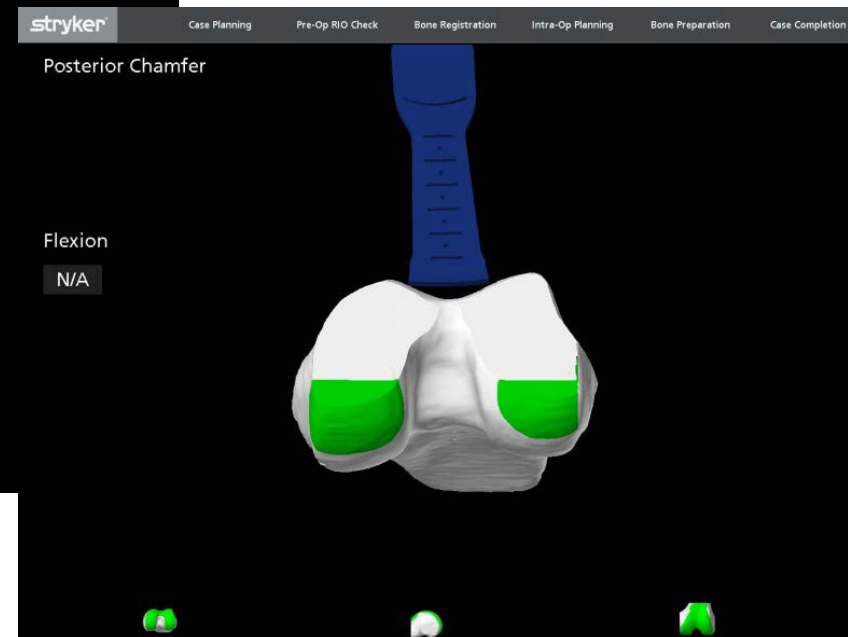 stryker Case Planning Pre-Op RIO Check Bone Registration Intra-Op Planning Bone Preparation Case Completion
Posterior Chamfer
Flexion
N/A